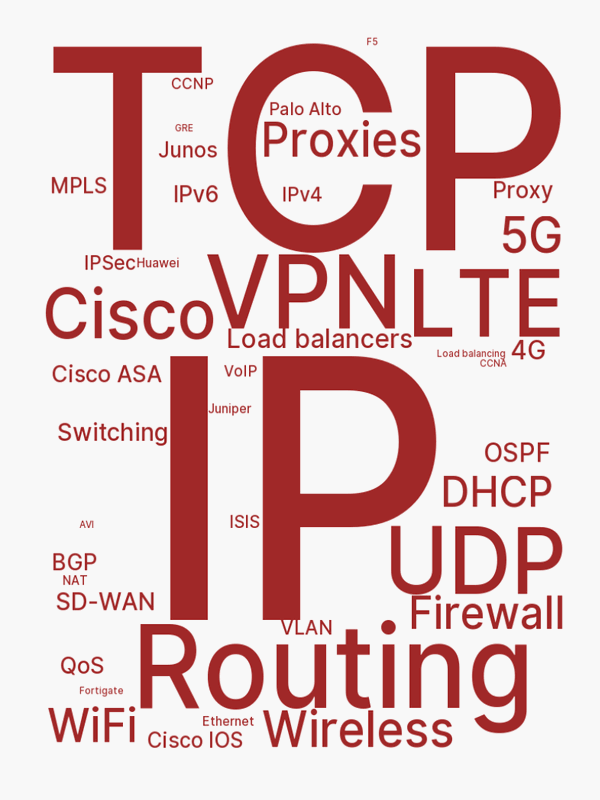 F5
TCP
CCNP
Palo Alto
GRE
Proxies
Junos
MPLS
IPv6
IPv4
Proxy
5G
IPSec
Huawei
VPN
LTE
Cisco
Load balancers
Load balancing
4G
CCNA
IP
Cisco ASA
VoIP
Juniper
Switching
OSPF
DHCP
ISIS
AVI
UDP
BGP
NAT
SD-WAN
Firewall
VLAN
Routing
QoS
Fortigate
WiFi
Ethernet
Wireless
Cisco IOS